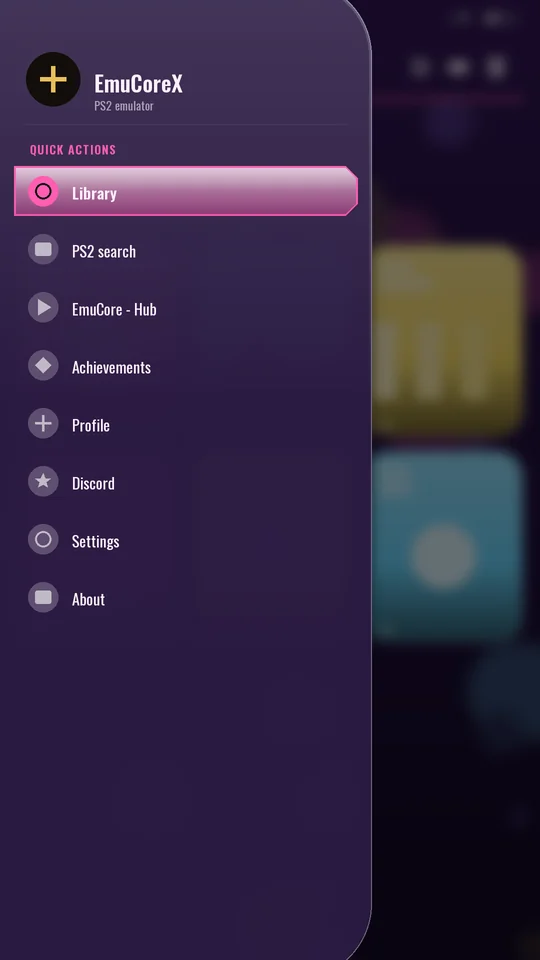 EmuCoreX
PS2 emulator
QUICK ACTIONS
Library
PS2 search
EmuCore - Hub
Achievements
Profile
Discord
Settings
About